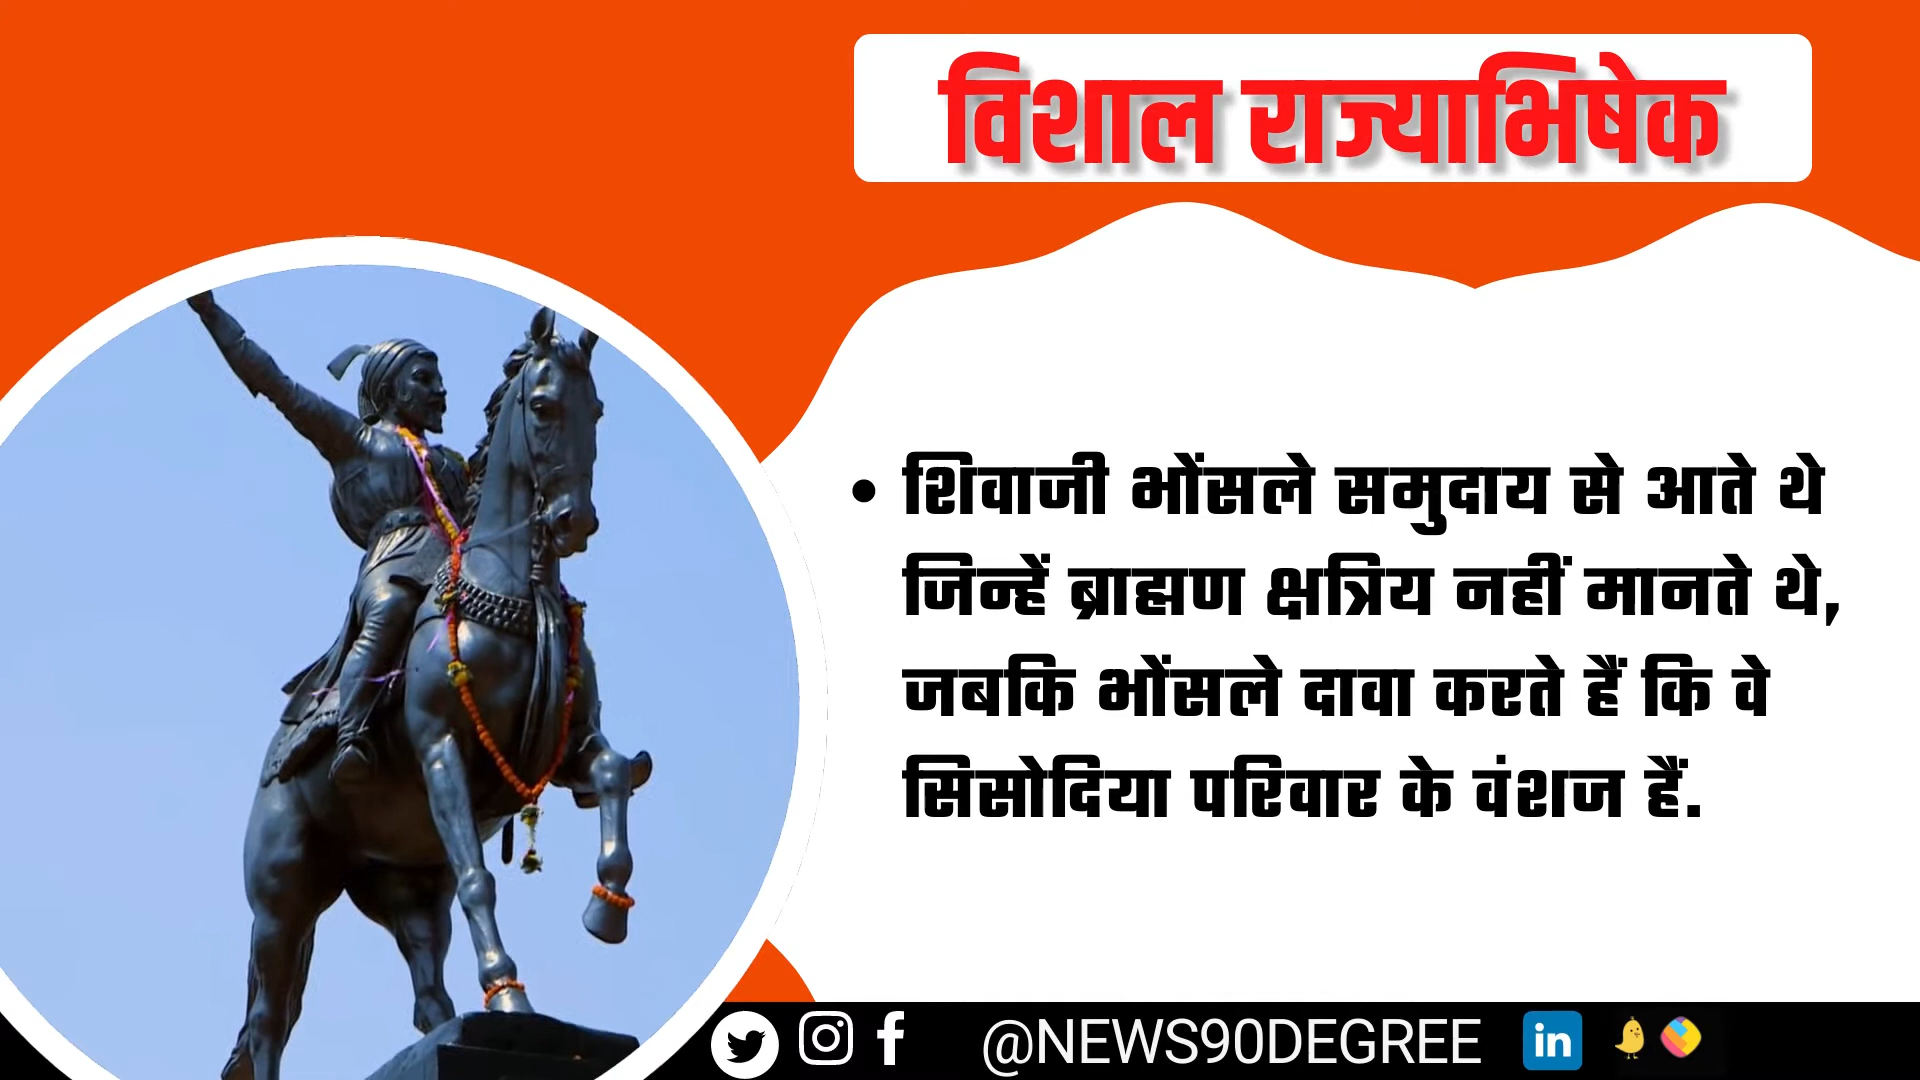 विशाल राज्याभिषेक
• शिवाजी भोंसले समुदाय से आते थे
जिन्हें ब्राह्मण क्षत्रिय नहीं मानते थे,
जबकि भोंसले दावा करते हैं कि वे
सिसोदिया परिवार के वंशज हैं.
@NEWS90DEGREE